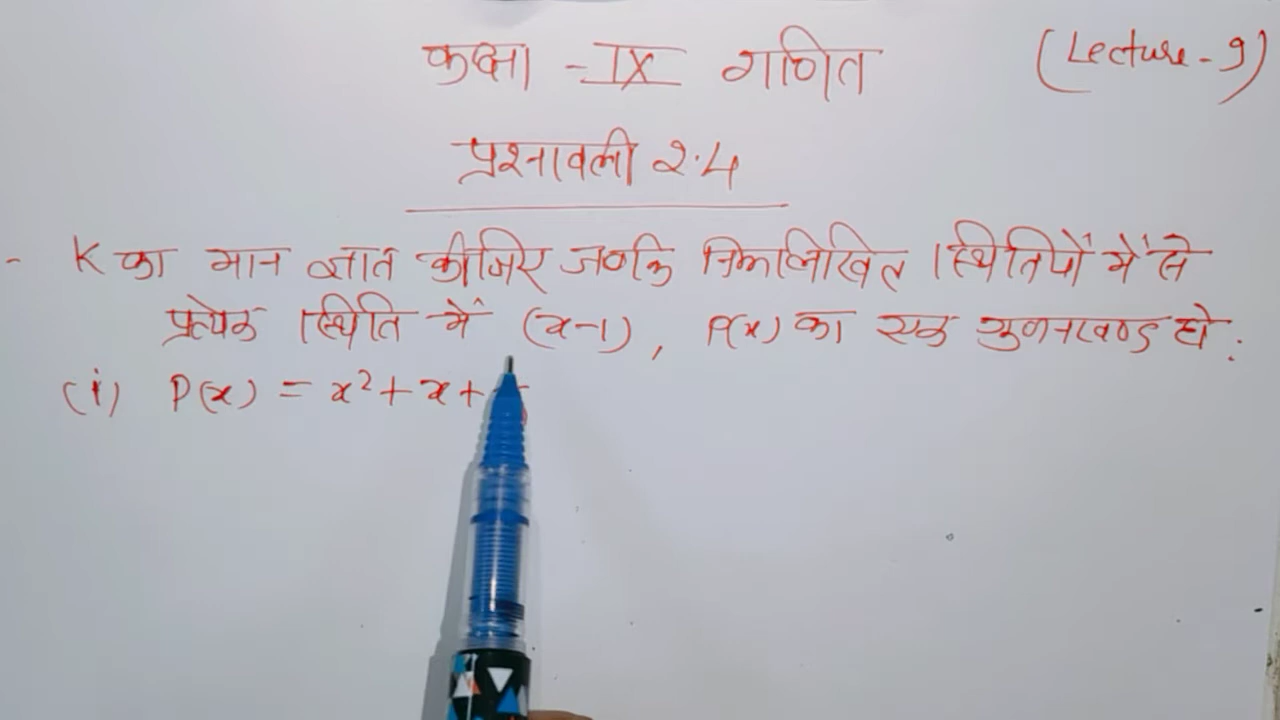 कक्षा - IX गणित (Lecture - 9)
प्रश्नावली 2.4
- K का मान ज्ञात कीजिए जबकि निम्नलिखित स्थितियों में से
प्रत्येक स्थिति में (x-1), P(x) का एक गुणनखण्ड हो :
(i) P(x) = x² + x +